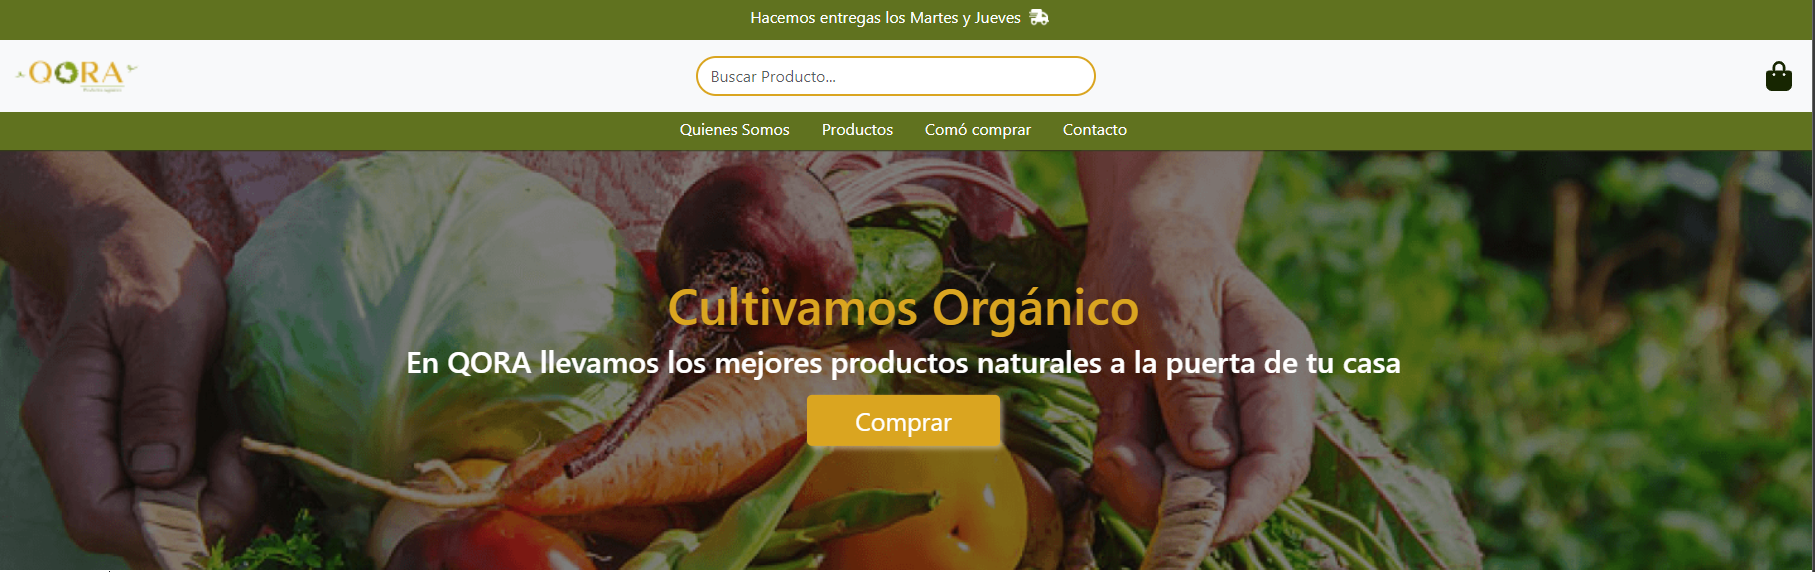 Hacemos entregas los Martes y Jueves
QORA
Buscar Producto...
Quienes Somos Productos Comó comprar Contacto
Cultivamos Orgánico
En QORA llevamos los mejores productos naturales a la puerta de tu casa
Comprar